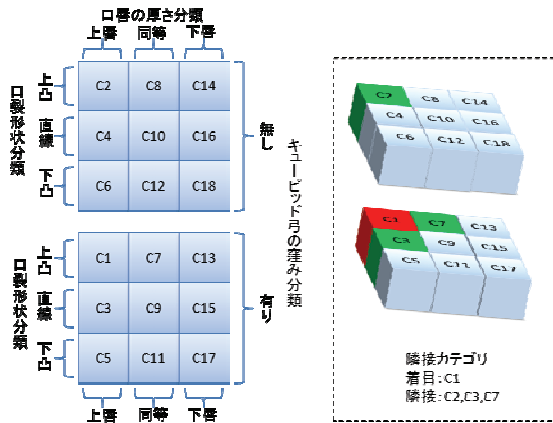 口唇の厚さ分類
上唇 同等 下唇
口裂形状分類
上凸
直線
下凸
C2 C8 C14
C4 C10 C16
C6 C12 C18
無し
キューピッド弓の窪み分類
口裂形状分類
上凸
直線
下凸
C1 C7 C13
C3 C9 C15
C5 C11 C17
有り
上唇 同等 下唇
C2 C8 C14
C4 C10 C16
C6 C12 C18
C1 C7 C13
C3 C9 C15
C5 C11 C17
隣接カテゴリ
着目:C1
隣接:C2,C3,C7